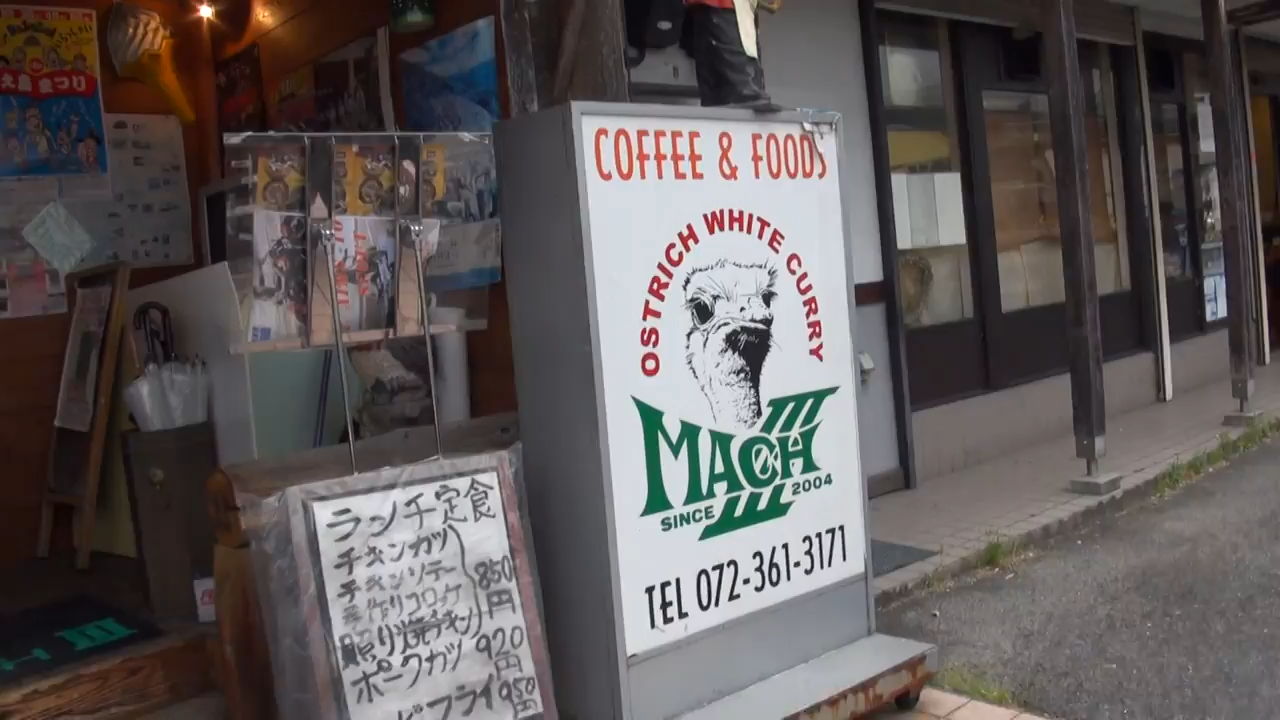 COFFEE & FOODS
OSTRICH WHITE CURRY
MACH III
SINCE 2004
TEL 072-361-3171
ランチ定食
チキンカツ
チキンソテー 850円
手作りコロッケ
照り焼チキン
ポークカツ 920円
フライ 950円
まつり